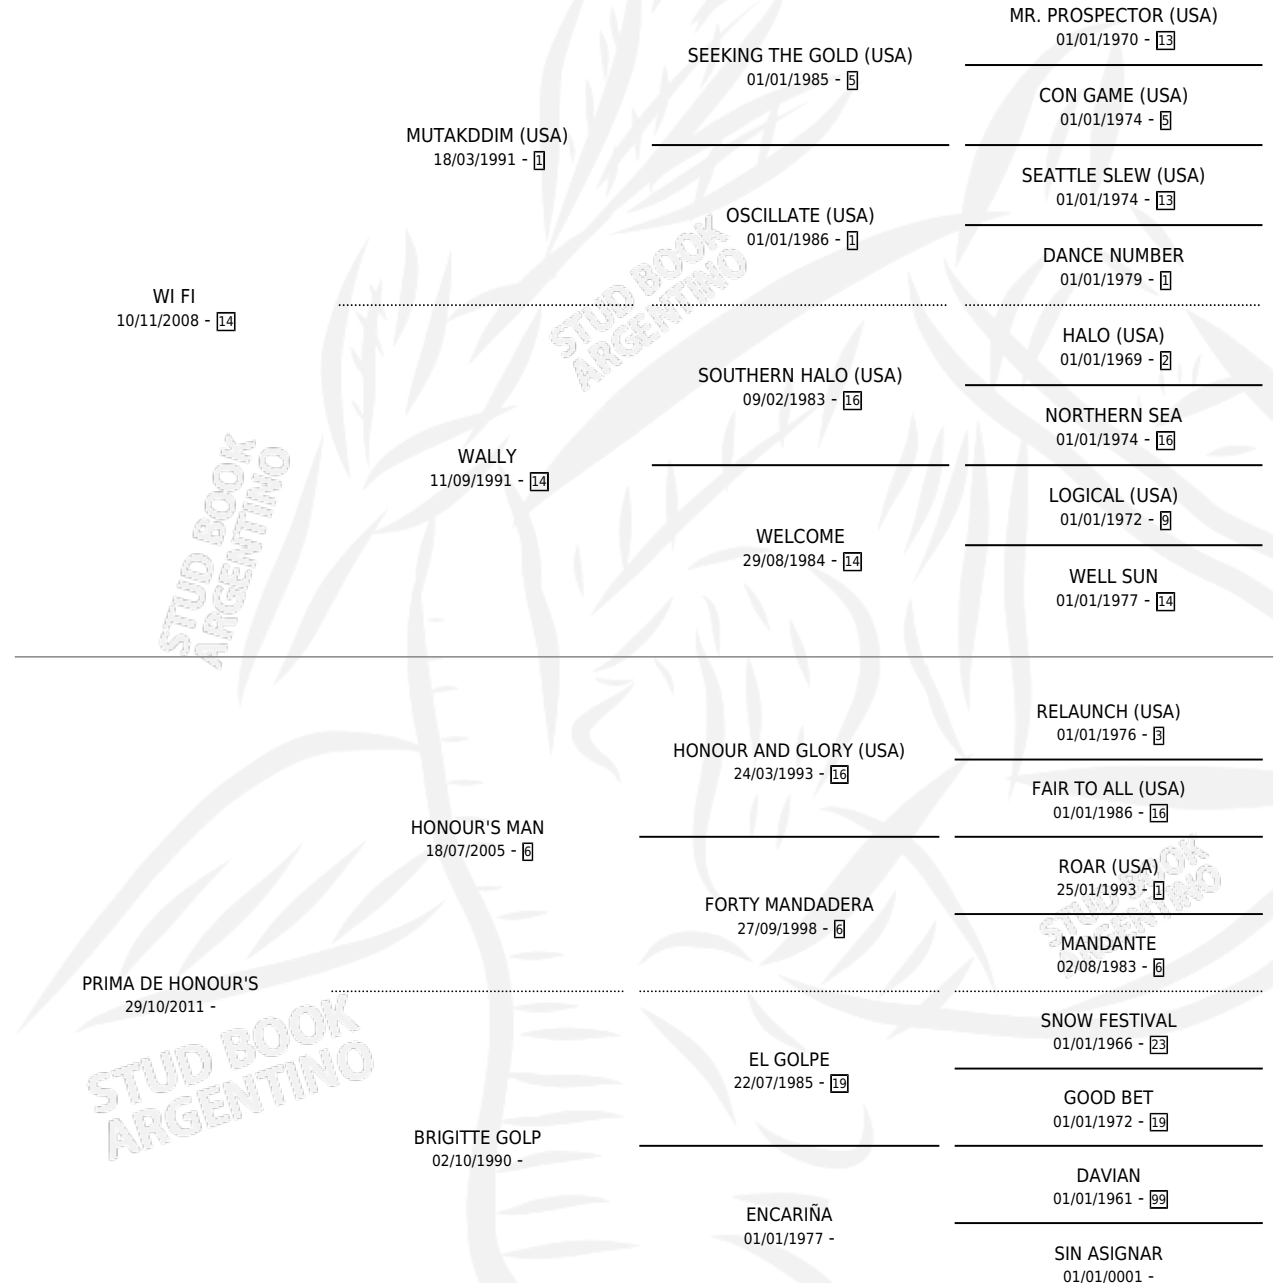 MR. PROSPECTOR (USA)
01/01/1970 - 13
SEEKING THE GOLD (USA)
01/01/1985 - 5
CON GAME (USA)
01/01/1974 - 5
MUTAKDDIM (USA)
18/03/1991 - 1
SEATTLE SLEW (USA)
01/01/1974 - 13
OSCILLATE (USA)
01/01/1986 - 1
DANCE NUMBER
01/01/1979 - 1
WI FI
10/11/2008 - 14
HALO (USA)
01/01/1969 - 2
SOUTHERN HALO (USA)
09/02/1983 - 16
NORTHERN SEA
01/01/1974 - 16
WALLY
11/09/1991 - 14
LOGICAL (USA)
01/01/1972 - 9
WELCOME
29/08/1984 - 14
WELL SUN
01/01/1977 - 14
RELAUNCH (USA)
01/01/1976 - 3
HONOUR AND GLORY (USA)
24/03/1993 - 16
FAIR TO ALL (USA)
01/01/1986 - 16
HONOUR'S MAN
18/07/2005 - 6
ROAR (USA)
25/01/1993 - 1
FORTY MANDADERA
27/09/1998 - 6
MANDANTE
02/08/1983 - 6
PRIMA DE HONOUR'S
29/10/2011 -
SNOW FESTIVAL
01/01/1966 - 23
EL GOLPE
22/07/1985 - 19
GOOD BET
01/01/1972 - 19
BRIGITTE GOLP
02/10/1990 -
DAVIAN
01/01/1961 - 99
ENCARIÑA
01/01/1977 -
SIN ASIGNAR
01/01/0001 -
STUD BOOK
ARGENTINO
STUD BOOK
ARGENTINO
STUD BOOK
ARGENTINO
STUD BOOK
ARGENTINO